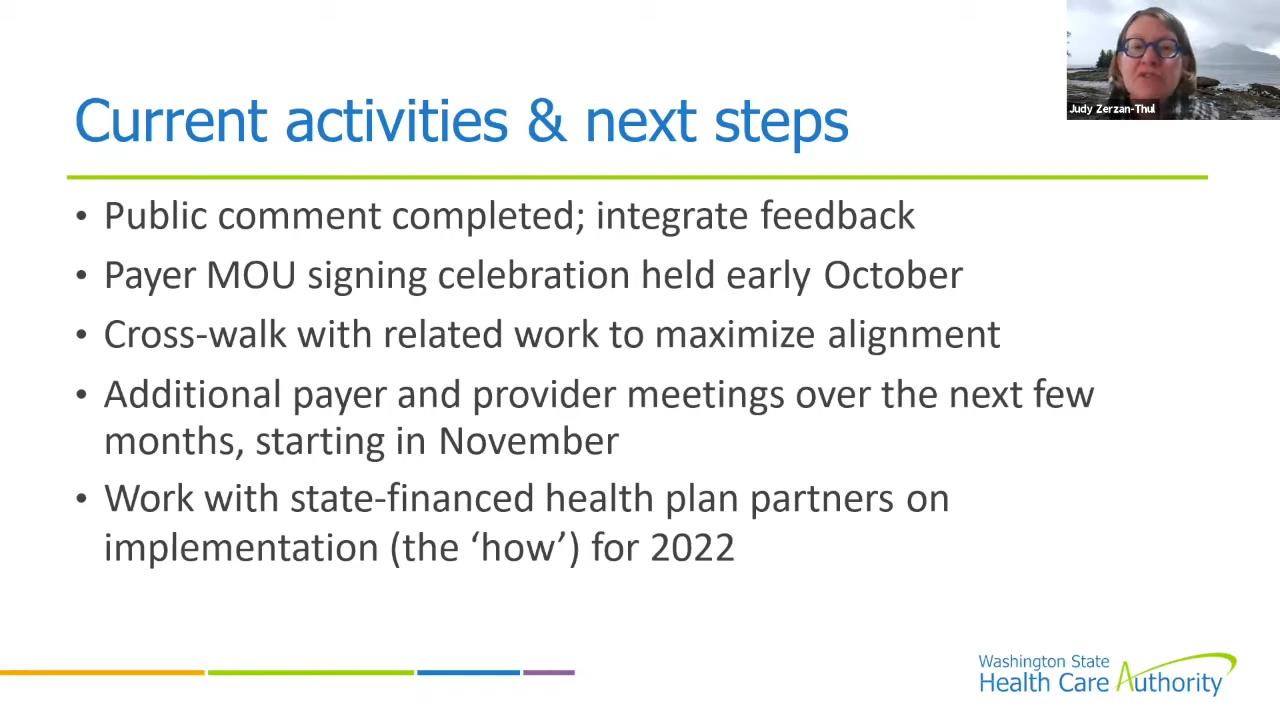 Judy Zerzan-Thul
Current activities & next steps
• Public comment completed; integrate feedback
• Payer MOU signing celebration held early October
• Cross-walk with related work to maximize alignment
• Additional payer and provider meetings over the next few
months, starting in November
• Work with state-financed health plan partners on
implementation (the ‘how’) for 2022
Washington State
Health Care Authority